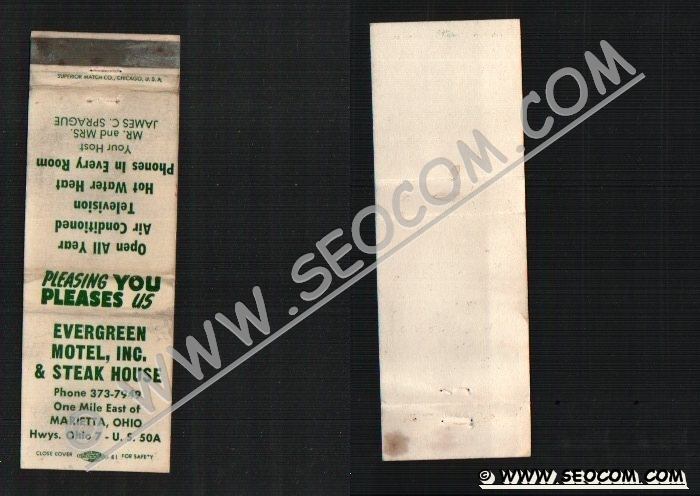 SUPERIOR MATCH CO., CHICAGO, U.S.A.
JAMES C. SPRAGUE
MR. and MRS.
Your Host
Phones In Every Room
Hot Water Heat
Television
Air Conditioned
Open All Year
PLEASING YOU
PLEASES US
EVERGREEN
MOTEL, INC.
& STEAK HOUSE
Phone 373-7949
One Mile East of
MARIETTA, OHIO
Hwys. Ohio 7 - U. S. 50A
CLOSE COVER 41 FOR SAFETY
© WWW.SEOCOM.COM
© WWW.SEOCOM.COM